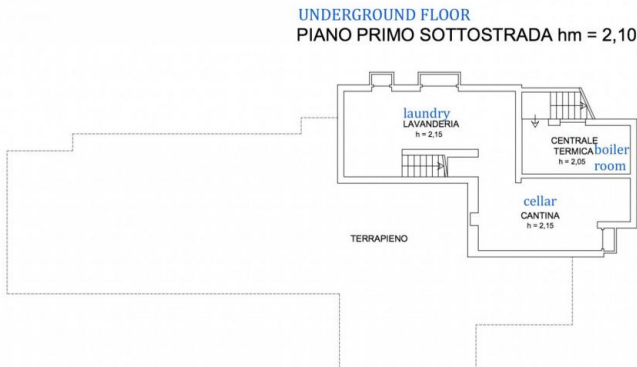 UNDERGROUND FLOOR
PIANO PRIMO SOTTOSTRADA hm = 2,10
laundry
LAVANDERIA
h = 2,15
CENTRALE
TERMICA boiler
h = 2,05 room
cellar
CANTINA
h = 2,15
TERRAPIENO